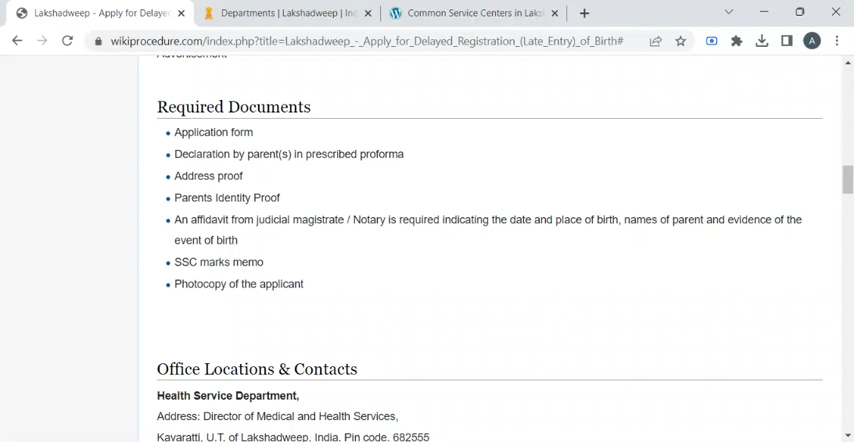 Lakshadweep - Apply for Delaye
Departments | Lakshadweep | In
Common Service Centers in Laks
wikiprocedure.com/index.php?title=Lakshadweep_-_Apply_for_Delayed_Registration_(Late_Entry)_of_Birth#
A
Advertisement
Required Documents
Application form
Declaration by parent(s) in prescribed proforma
Address proof
Parents Identity Proof
An affidavit from judicial magistrate / Notary is required indicating the date and place of birth, names of parent and evidence of the
event of birth
SSC marks memo
Photocopy of the applicant
Office Locations & Contacts
Health Service Department,
Address: Director of Medical and Health Services,
Kavaratti, U.T. of Lakshadweep, India, Pin code, 682555